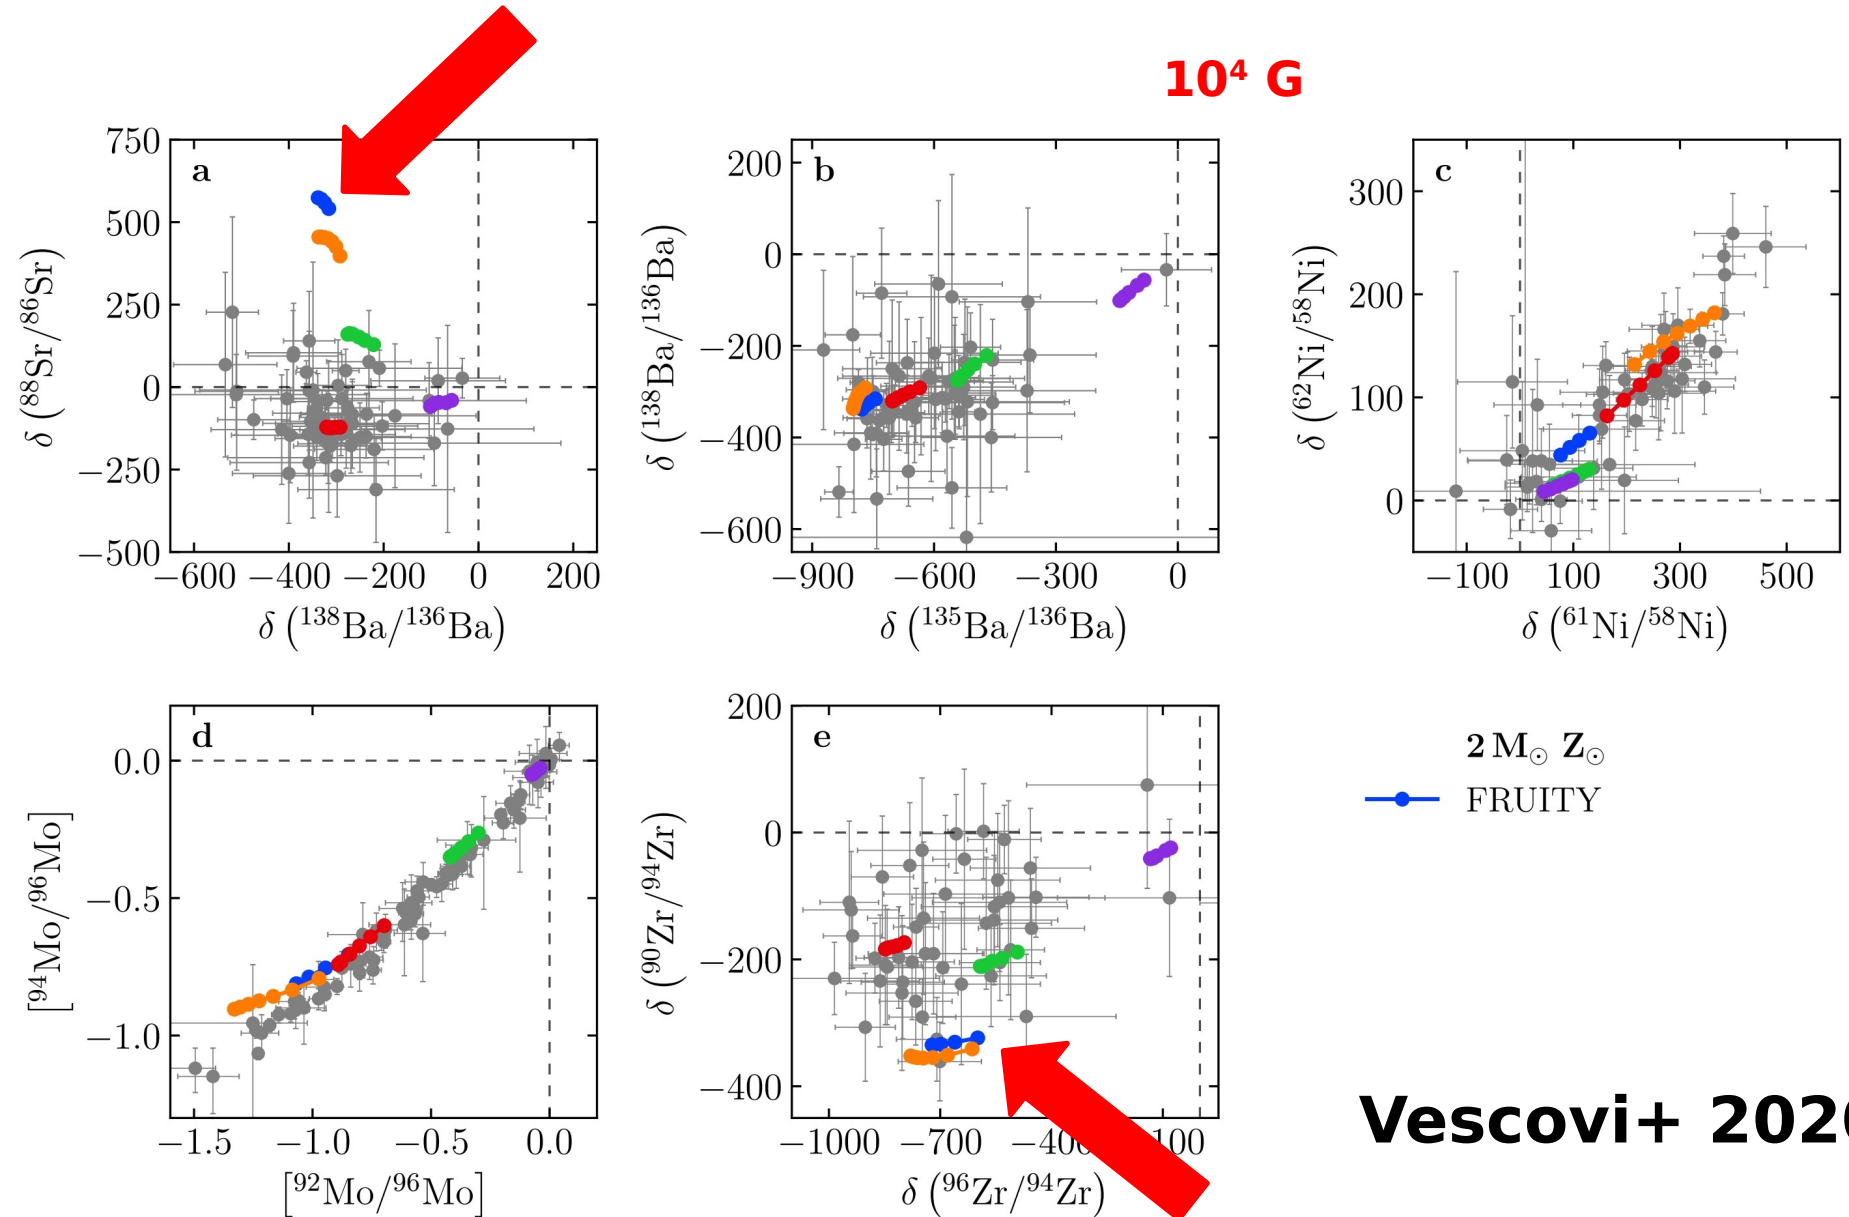 10⁴ G
a
750
500
250
0
−250
−500
−600 −400 −200 0 200
δ (⁸⁸Sr/⁸⁶Sr)
δ (¹³⁸Ba/¹³⁶Ba)
b
200
0
−200
−400
−600
−900 −600 −300 0
δ (¹³⁸Ba/¹³⁶Ba)
δ (¹³⁵Ba/¹³⁶Ba)
c
300
200
100
0
−100 100 300 500
δ (⁶²Ni/⁵⁸Ni)
δ (⁶¹Ni/⁵⁸Ni)
d
0.0
−0.5
−1.0
−1.5 −1.0 −0.5 0.0
[⁹⁴Mo/⁹⁶Mo]
[⁹²Mo/⁹⁶Mo]
e
200
0
−200
−400
−1000 −700 −400 100
δ (⁹⁰Zr/⁹⁴Zr)
δ (⁹⁶Zr/⁹⁴Zr)
2 M☉ Z☉
FRUITY
Vescovi+ 202